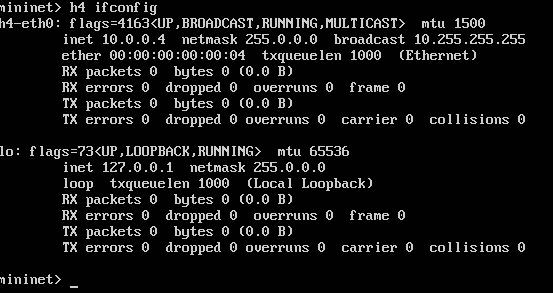 mininet> h4 ifconfig
h4-eth0: flags=4163<UP,BROADCAST,RUNNING,MULTICAST>  mtu 1500
        inet 10.0.0.4  netmask 255.0.0.0  broadcast 10.255.255.255
        ether 00:00:00:00:00:04  txqueuelen 1000  (Ethernet)
        RX packets 0  bytes 0 (0.0 B)
        RX errors 0  dropped 0  overruns 0  frame 0
        TX packets 0  bytes 0 (0.0 B)
        TX errors 0  dropped 0 overruns 0  carrier 0  collisions 0
lo: flags=73<UP,LOOPBACK,RUNNING>  mtu 65536
        inet 127.0.0.1  netmask 255.0.0.0
        loop  txqueuelen 1000  (Local Loopback)
        RX packets 0  bytes 0 (0.0 B)
        RX errors 0  dropped 0  overruns 0  frame 0
        TX packets 0  bytes 0 (0.0 B)
        TX errors 0  dropped 0 overruns 0  carrier 0  collisions 0
mininet> _